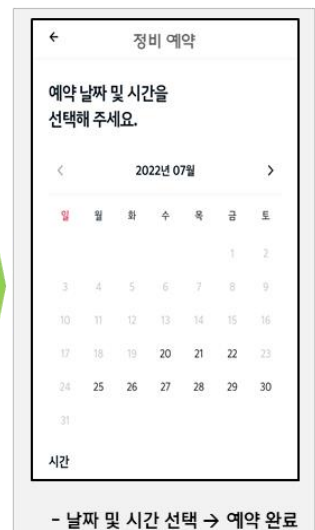 ← 정비 예약
예약 날짜 및 시간을
선택해 주세요.
< 2022년 07월 >
일 월 화 수 목 금 토
1 2
3 4 5 6 7 8 9
10 11 12 13 14 15 16
17 18 19 20 21 22 23
24 25 26 27 28 29 30
31
시간
- 날짜 및 시간 선택 → 예약 완료